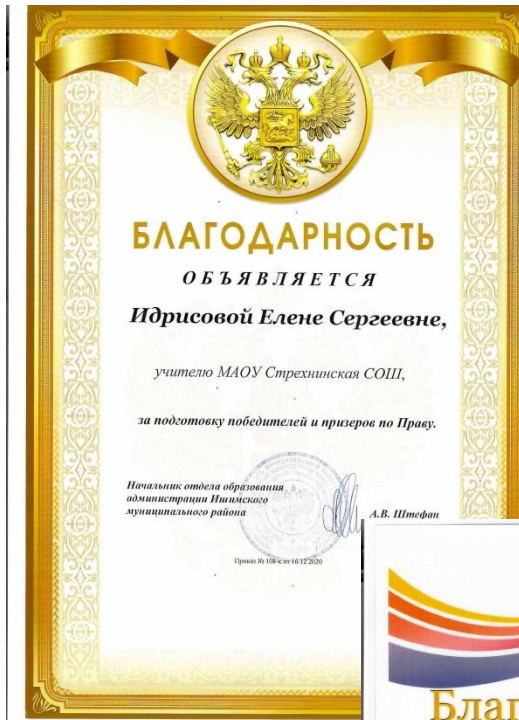 БЛАГОДАРНОСТЬ
ОБЪЯВЛЯЕТСЯ
Идрисовой Елене Сергеевне,
учителю МАОУ Стрехнинская СОШ,
за подготовку победителей и призеров по Праву.
Начальник отдела образования
администрации Ишимского
муниципального района
А.В. Штефан
Приказ № 108-к от 16.12.2020
Благ